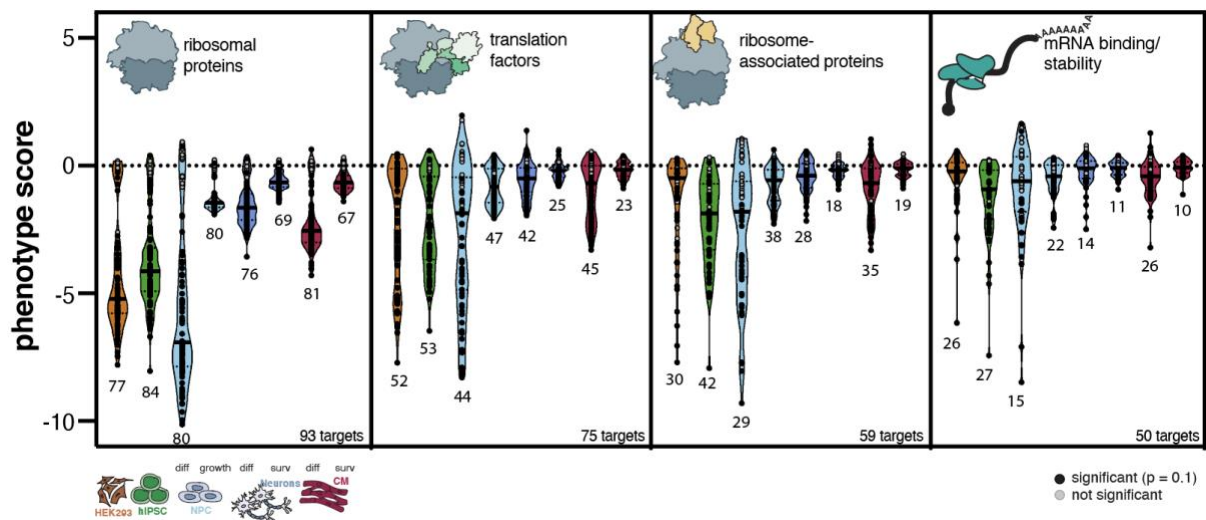 5
0
-5
-10
phenotype score
ribosomal
proteins
77
84
80
80
76
69
81
67
93 targets
translation
factors
52
53
44
47
42
25
45
23
75 targets
ribosome-
associated proteins
30
42
29
38
28
18
35
19
59 targets
AAAAAAAA
mRNA binding/
stability
26
27
15
22
14
11
26
10
50 targets
diff growth diff surv diff surv
HEK293 hIPSC NPC Neurons CM
significant (p = 0.1)
not significant